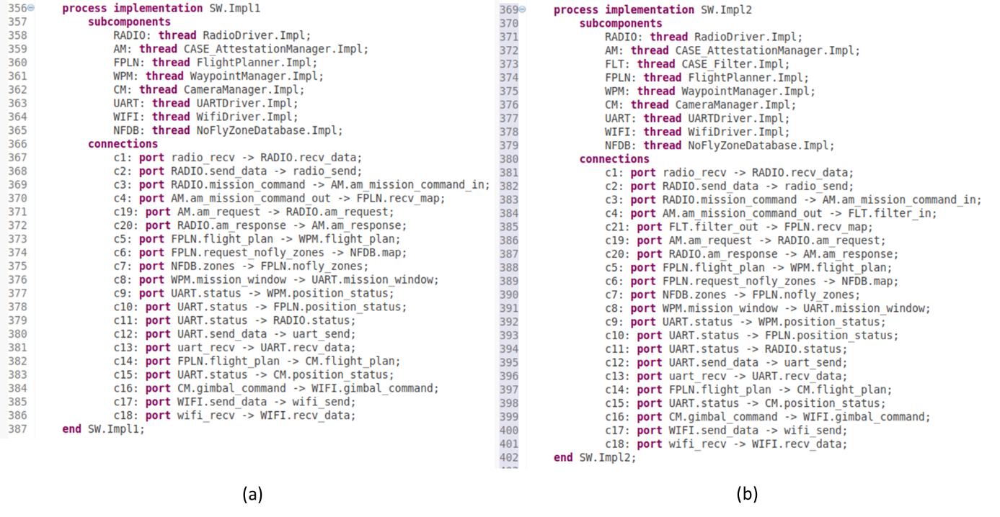 356 process implementation SW.Impl1
357 subcomponents
358 RADIO: thread RadioDriver.Impl;
359 AM: thread CASE_AttestationManager.Impl;
360 FPLN: thread FlightPlanner.Impl;
361 WPM: thread WaypointManager.Impl;
362 CM: thread CameraManager.Impl;
363 UART: thread UARTDriver.Impl;
364 WIFI: thread WifiDriver.Impl;
365 NFDB: thread NoFlyZoneDatabase.Impl;
366 connections
367 c1: port radio_recv -> RADIO.recv_data;
368 c2: port RADIO.send_data -> radio_send;
369 c3: port RADIO.mission_command -> AM.am_mission_command_in;
370 c4: port AM.am_mission_command_out -> FPLN.recv_map;
371 c19: port AM.am_request -> RADIO.am_request;
372 c20: port RADIO.am_response -> AM.am_response;
373 c5: port FPLN.flight_plan -> WPM.flight_plan;
374 c6: port FPLN.request_nofly_zones -> NFDB.map;
375 c7: port NFDB.zones -> FPLN.nofly_zones;
376 c8: port WPM.mission_window -> UART.mission_window;
377 c9: port UART.status -> WPM.position_status;
378 c10: port UART.status -> FPLN.position_status;
379 c11: port UART.status -> RADIO.status;
380 c12: port UART.send_data -> uart_send;
381 c13: port uart_recv -> UART.recv_data;
382 c14: port FPLN.flight_plan -> CM.flight_plan;
383 c15: port UART.status -> CM.position_status;
384 c16: port CM.gimbal_command -> WIFI.gimbal_command;
385 c17: port WIFI.send_data -> wifi_send;
386 c18: port wifi_recv -> WIFI.recv_data;
387 end SW.Impl1;
(a)
369 process implementation SW.Impl2
370 subcomponents
371 RADIO: thread RadioDriver.Impl;
372 AM: thread CASE_AttestationManager.Impl;
373 FLT: thread CASE_Filter.Impl;
374 FPLN: thread FlightPlanner.Impl;
375 WPM: thread WaypointManager.Impl;
376 CM: thread CameraManager.Impl;
377 UART: thread UARTDriver.Impl;
378 WIFI: thread WifiDriver.Impl;
379 NFDB: thread NoFlyZoneDatabase.Impl;
380 connections
381 c1: port radio_recv -> RADIO.recv_data;
382 c2: port RADIO.send_data -> radio_send;
383 c3: port RADIO.mission_command -> AM.am_mission_command_in;
384 c4: port AM.am_mission_command_out -> FLT.filter_in;
385 c21: port FLT.filter_out -> FPLN.recv_map;
386 c19: port AM.am_request -> RADIO.am_request;
387 c20: port RADIO.am_response -> AM.am_response;
388 c5: port FPLN.flight_plan -> WPM.flight_plan;
389 c6: port FPLN.request_nofly_zones -> NFDB.map;
390 c7: port NFDB.zones -> FPLN.nofly_zones;
391 c8: port WPM.mission_window -> UART.mission_window;
392 c9: port UART.status -> WPM.position_status;
393 c10: port UART.status -> FPLN.position_status;
394 c11: port UART.status -> RADIO.status;
395 c12: port UART.send_data -> uart_send;
396 c13: port uart_recv -> UART.recv_data;
397 c14: port FPLN.flight_plan -> CM.flight_plan;
398 c15: port UART.status -> CM.position_status;
399 c16: port CM.gimbal_command -> WIFI.gimbal_command;
400 c17: port WIFI.send_data -> wifi_send;
401 c18: port wifi_recv -> WIFI.recv_data;
402 end SW.Impl2;
(b)